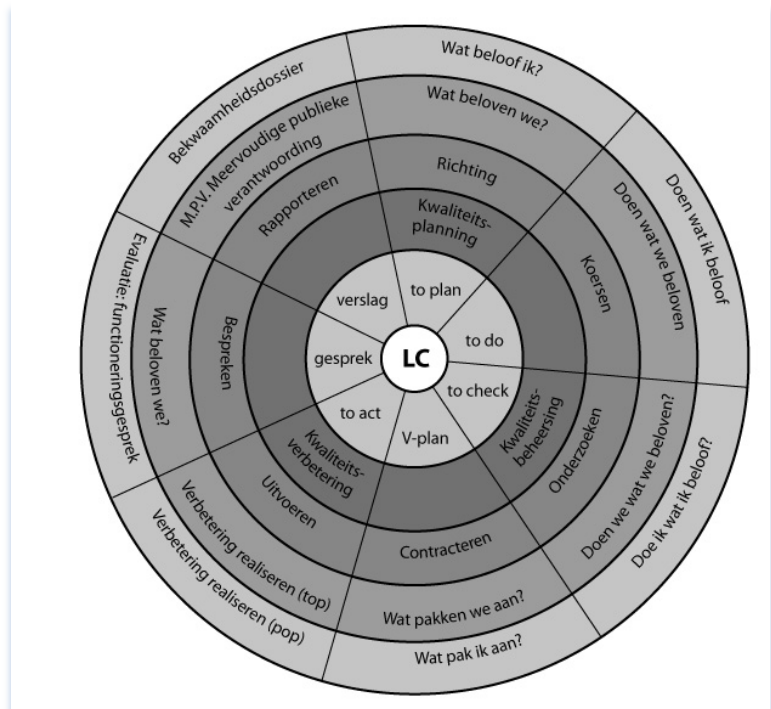 Wat beloof ik?
Wat beloven we?
Richting
Kwaliteits-
planning
to plan
Doen wat ik beloof
Doen wat we beloven
Koersen
to do
Doe ik wat ik beloof?
Doen we wat we beloven?
Onderzoeken
Kwaliteits-
beheersing
to check
Wat pak ik aan?
Wat pakken we aan?
Contracteren
V-plan
Verbetering realiseren (pop)
Verbetering realiseren (top)
Uitvoeren
Kwaliteits-
verbetering
to act
Evaluatie: functioneringsgesprek
Wat beloven we?
Bespreken
gesprek
Bekwaamheidsdossier
M.P.V. Meervoudige publieke
verantwoording
Rapporteren
verslag
LC